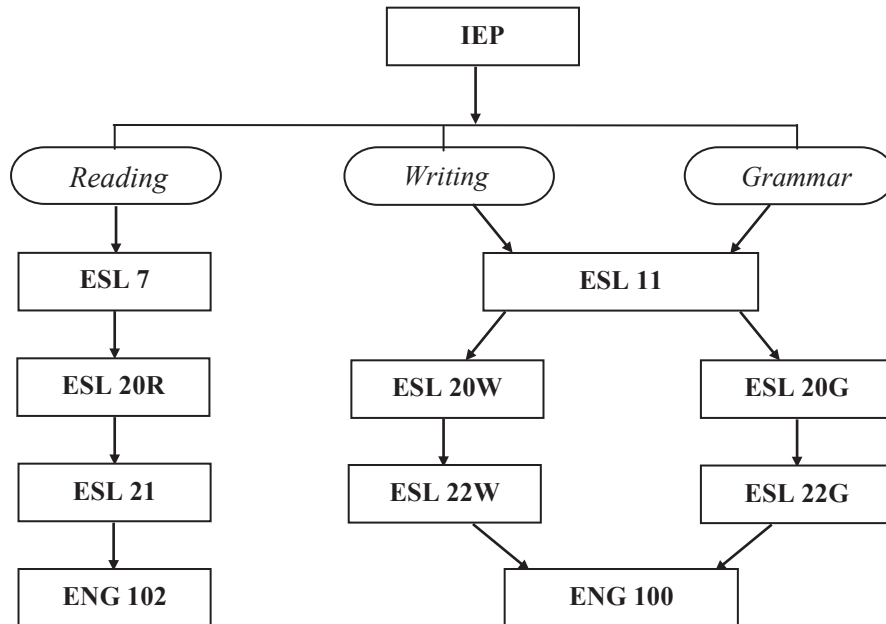 IEP
Reading Writing Grammar
ESL 7 ESL 11
ESL 20R ESL 20W ESL 20G
ESL 21 ESL 22W ESL 22G
ENG 102 ENG 100